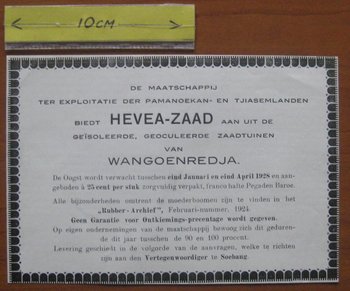 10CM
DE MAATSCHAPPIJ
TER EXPLOITATIE DER PAMANOEKAN- EN TJIASEMLANDEN
BIEDT HEVEA-ZAAD AAN UIT DE
GEÏSOLEERDE, GEOCULEERDE ZAADTUINEN
VAN
WANGOENREDJA.
De Oogst wordt verwacht tusschen eind Januari en eind April 1928 en aan-
geboden à 25 cent per stuk zorgvuldig verpakt, franco halte Pegaden Baroe.
Alle bijzonderheden omtrent de moederboomen zijn te vinden in het
„Rubber-Archief", Februari-nummer, 1924
Geen Garantie voor Ontkiemings-percentage wordt gegeven.
Op eigen ondernemingen van de maatschappij bewoog zich dit gedurende
de jaar tusschen de 90 en 100 procent.
Levering geschiedt in de volgorde van de aanvragen, welke te richten
zijn aan den Vertegenwoordiger te Soebang.